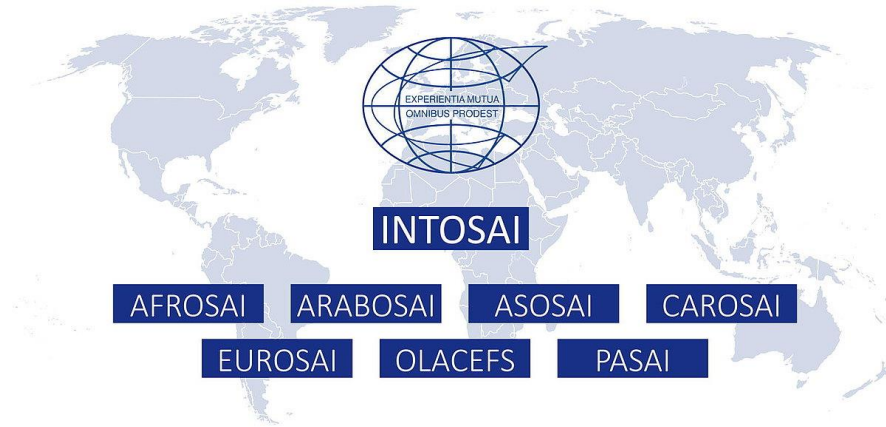 EXPERIENTIA MUTUA
OMNIBUS PRODEST
INTOSAI
AFROSAI ARABOSAI ASOSAI CAROSAI
EUROSAI OLACEFS PASAI